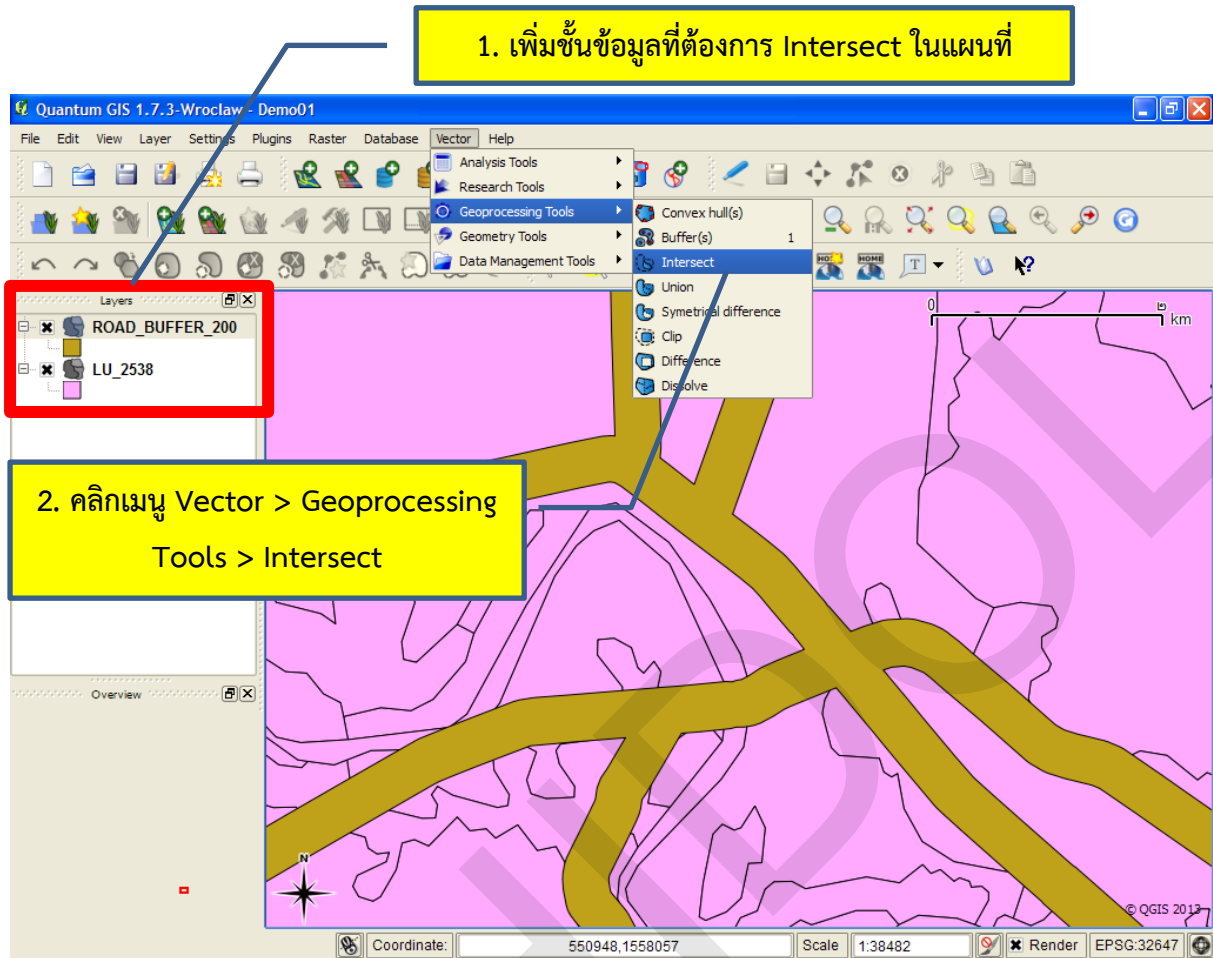 1. เพิ่มชั้นข้อมูลที่ต้องการ Intersect ในแผนที่
Quantum GIS 1.7.3-Wroclaw - Demo01
File Edit View Layer Settings Plugins Raster Database Vector Help
Analysis Tools
Research Tools
Geoprocessing Tools
Geometry Tools
Data Management Tools
Convex hull(s)
Buffer(s) 1
Intersect
Union
Symetrical difference
Clip
Difference
Dissolve
HOME
HOME
T
Layers
ROAD_BUFFER_200
LU_2538
0 ๒ km
2. คลิกเมนู Vector > Geoprocessing
Tools > Intersect
Overview
N
© QGIS 2013
Coordinate: 550948,1558057 Scale 1:38482 Render EPSG:32647